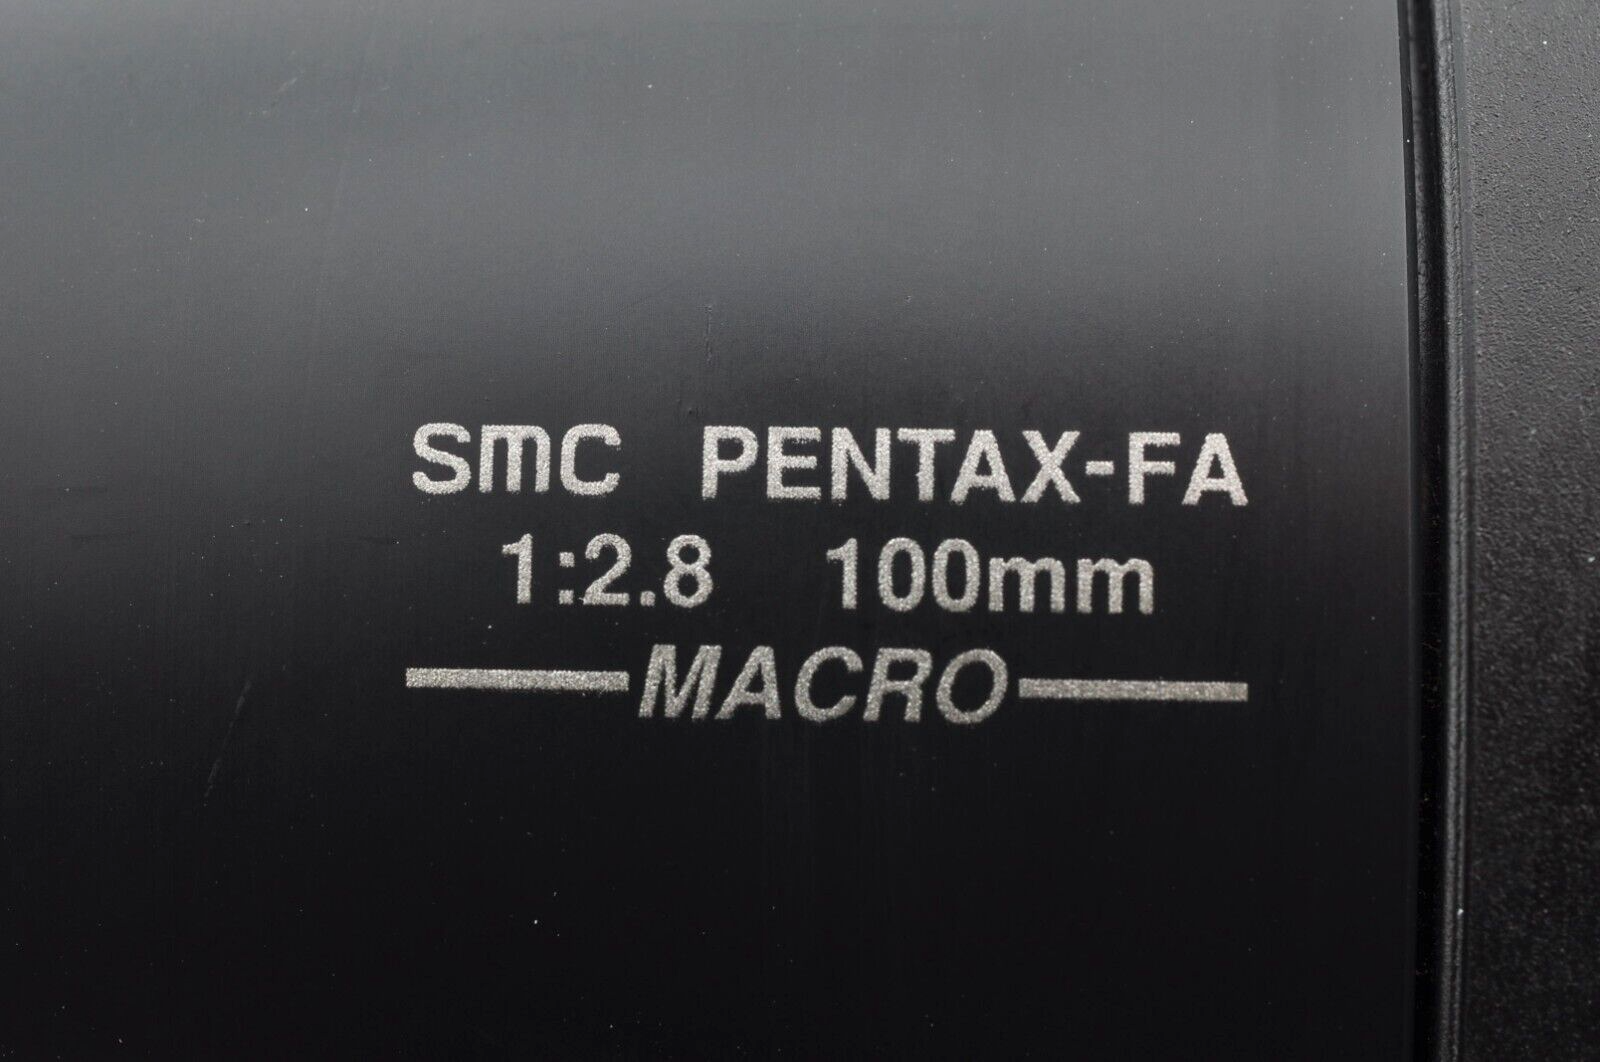 smc PENTAX-FA
1:2.8 100mm
MACRO